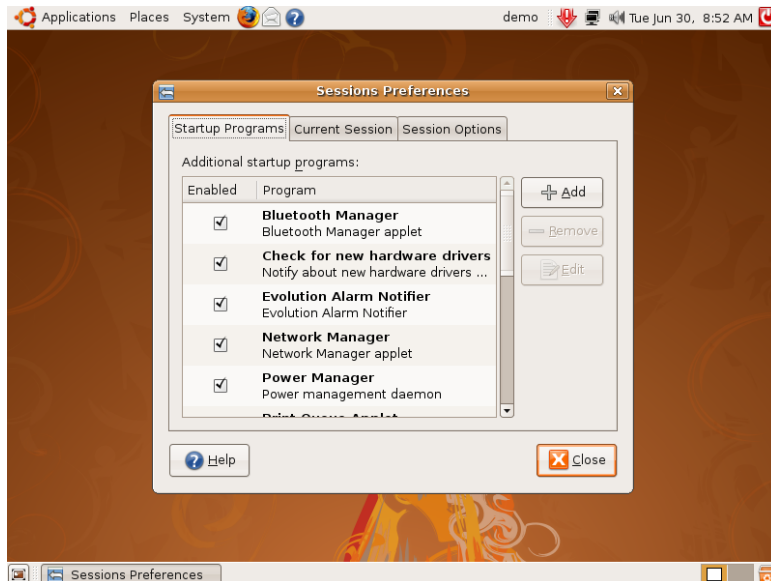 Applications Places System demo Tue Jun 30, 8:52 AM
Sessions Preferences
Startup Programs Current Session Session Options
Additional startup programs:
Enabled Program
Add
Bluetooth Manager
Bluetooth Manager applet
Remove
Check for new hardware drivers
Notify about new hardware drivers ...
Edit
Evolution Alarm Notifier
Evolution Alarm Notifier
Network Manager
Network Manager applet
Power Manager
Power management daemon
Print Queue Applet
Help Close
Sessions Preferences